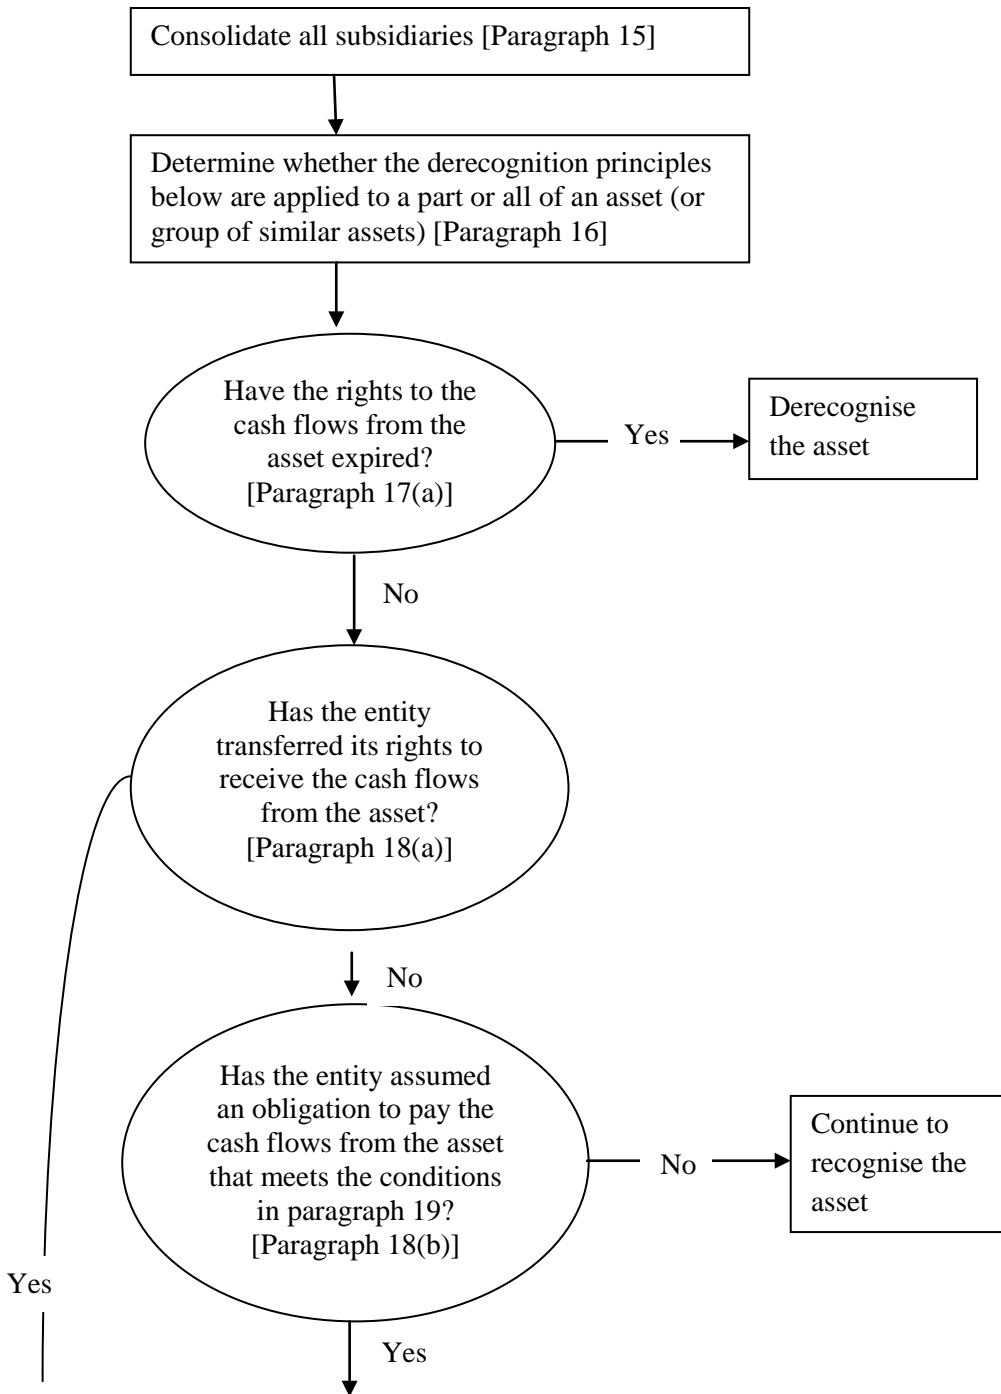 Consolidate all subsidiaries [Paragraph 15]
Determine whether the derecognition principles
below are applied to a part or all of an asset (or
group of similar assets) [Paragraph 16]
Have the rights to the
cash flows from the
asset expired?
[Paragraph 17(a)]
Yes
Derecognise
the asset
No
Has the entity
transferred its rights to
receive the cash flows
from the asset?
[Paragraph 18(a)]
No
Has the entity assumed
an obligation to pay the
cash flows from the asset
that meets the conditions
in paragraph 19?
[Paragraph 18(b)]
No
Continue to
recognise the
asset
Yes
Yes